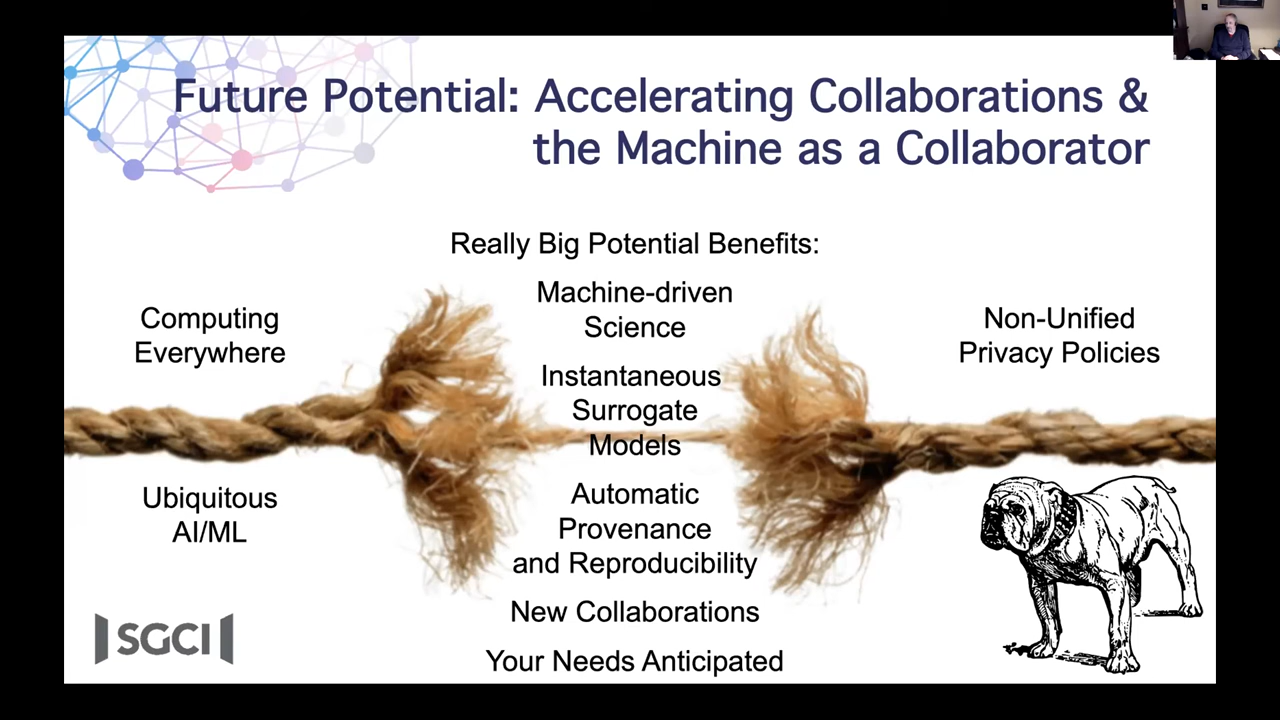 Future Potential: Accelerating Collaborations &
the Machine as a Collaborator
Really Big Potential Benefits:
Computing
Everywhere
Ubiquitous
AI/ML
Machine-driven
Science
Instantaneous
Surrogate
Models
Automatic
Provenance
and Reproducibility
New Collaborations
Your Needs Anticipated
Non-Unified
Privacy Policies
SGCI